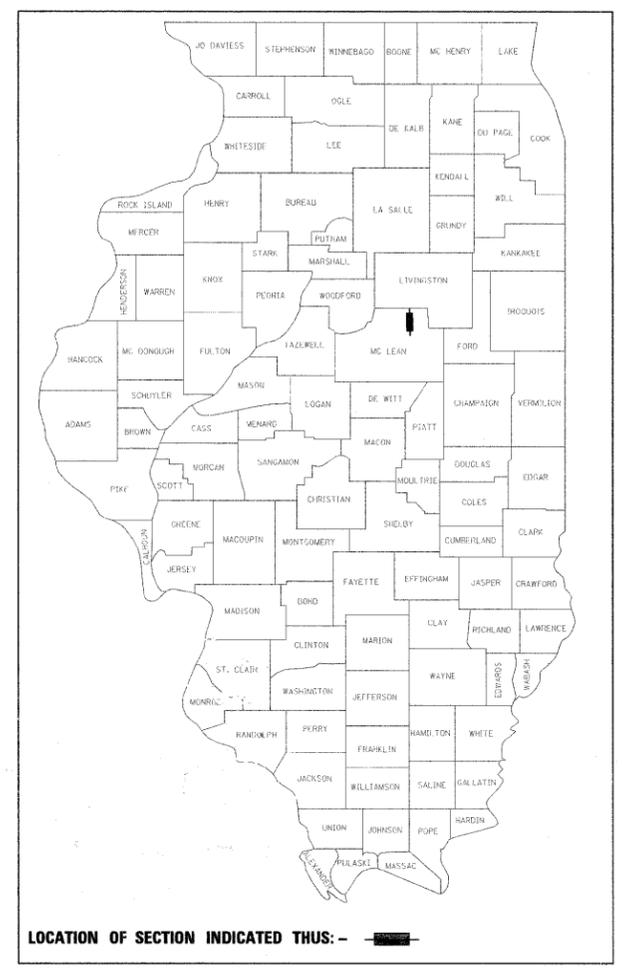 JO DAVIESS STEPHENSON WINNEBAGO BOONE MC HENRY LAKE
CARROLL OGLE DE KALB KANE DU PAGE COOK
WHITESIDE LEE KENDALL WILL
ROCK ISLAND HENRY BUREAU LA SALLE GRUNDY
MERCER PUTNAM KANKAKEE
HENDERSON WARREN KNOX STARK MARSHALL LIVINGSTON
PEORIA WOODFORD IROQUOIS
HANCOCK MC DONOUGH FULTON TAZEWELL MC LEAN FORD
SCHUYLER MASON LOGAN DE WITT CHAMPAIGN VERMILION
ADAMS BROWN CASS MENARD MACON PIATT
PIKE SCOTT MORGAN SANGAMON MOULTRIE DOUGLAS EDGAR
CHRISTIAN COLES
CALHOUN GREENE MACOUPIN MONTGOMERY SHELBY CUMBERLAND CLARK
JERSEY FAYETTE EFFINGHAM JASPER CRAWFORD
MADISON BOND CLAY RICHLAND LAWRENCE
CLINTON MARION
ST. CLAIR WAYNE EDWARDS WABASH
MONROE WASHINGTON JEFFERSON
RANDOLPH PERRY HAMILTON WHITE
FRANKLIN
JACKSON WILLIAMSON SALINE GALLATIN
UNION JOHNSON POPE HARDIN
ALEXANDER PULASKI MASSAC
LOCATION OF SECTION INDICATED THUS: -